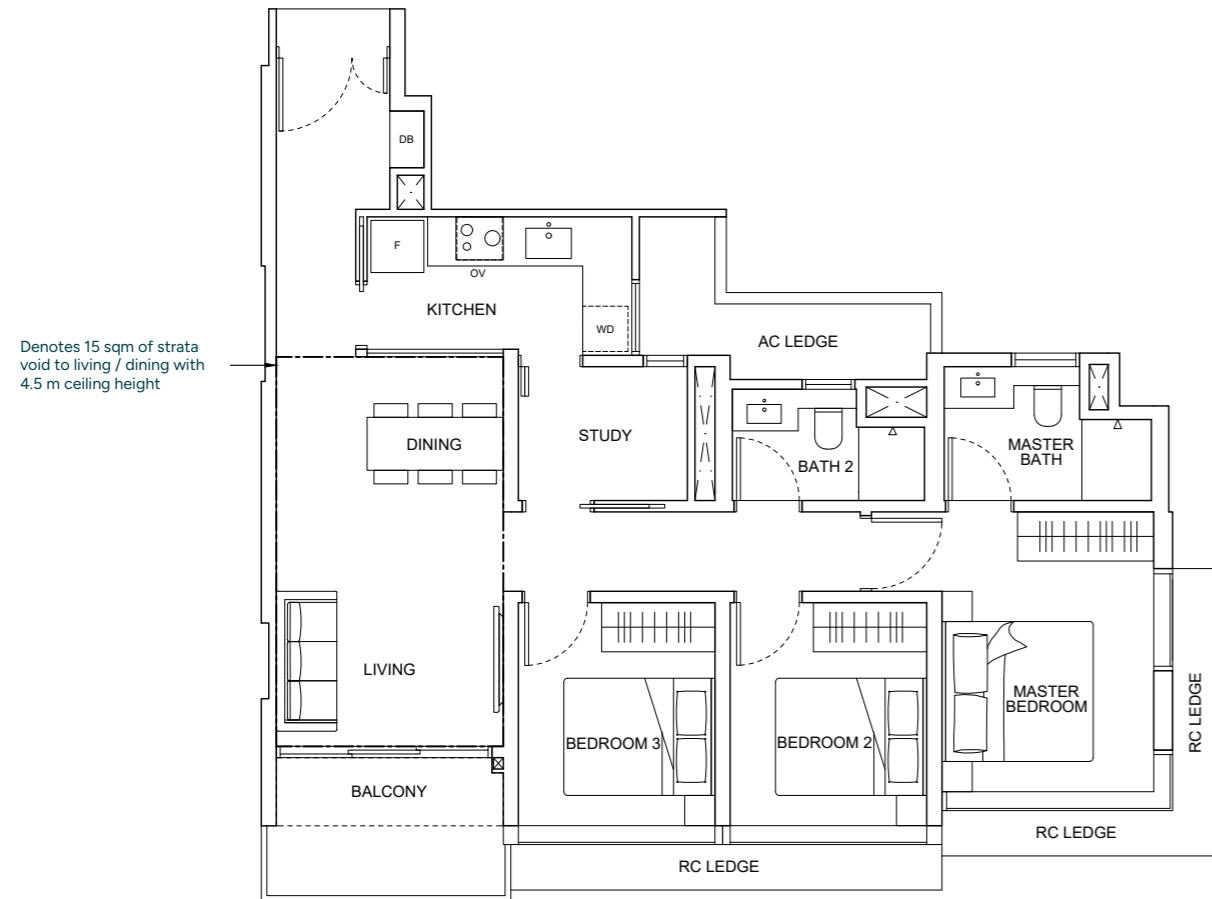 DB
F
OV
KITCHEN
WD
AC LEDGE
Denotes 15 sqm of strata
void to living / dining with
4.5 m ceiling height
DINING
STUDY
BATH 2
MASTER
BATH
LIVING
BEDROOM 3
BEDROOM 2
MASTER
BEDROOM
RC LEDGE
BALCONY
RC LEDGE
RC LEDGE